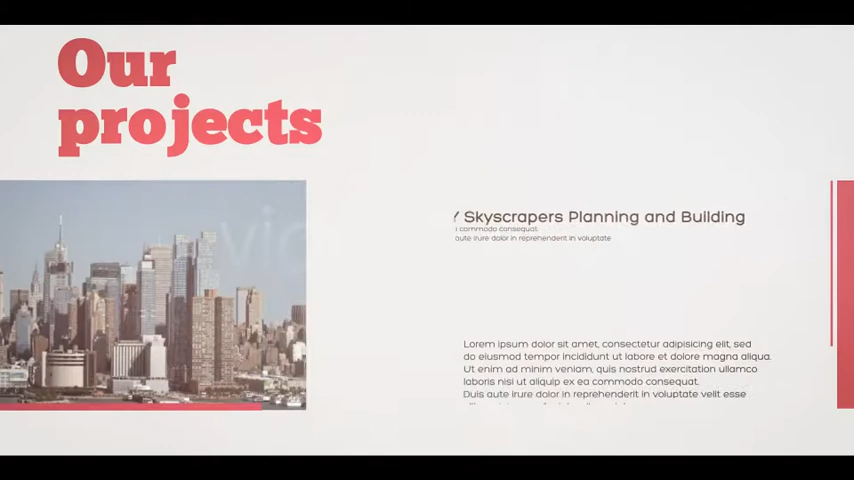 Our
projects
Skyscrapers Planning and Building
commodo consequat.
aute irure dolor in reprehenderit in voluptate
Lorem ipsum dolor sit amet, consectetur adipisicing elit, sed
do eiusmod tempor incididunt ut labore et dolore magna aliqua.
Ut enim ad minim veniam, quis nostrud exercitation ullamco
laboris nisi ut aliquip ex ea commodo consequat.
Duis aute irure dolor in reprehenderit in voluptate velit esse